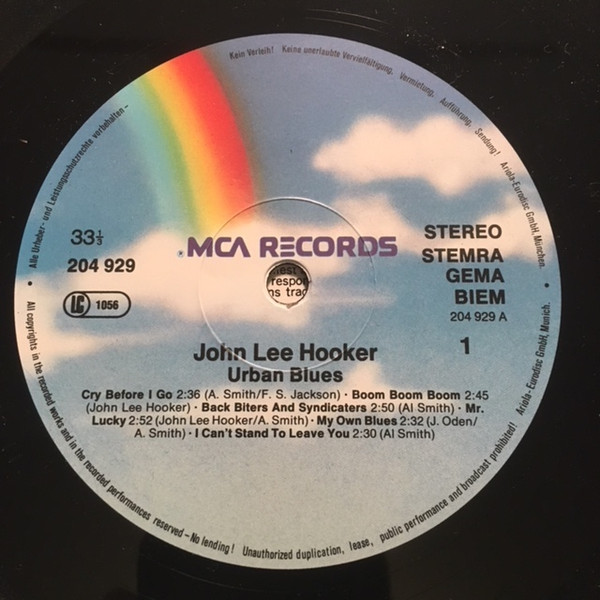 Alle Urheber- und Leistungsschutzrechte vorbehalten –
Kein Verleih! Keine unerlaubte Vervielfältigung, Vermietung, Aufführung, Sendung! Ariola-Eurodisc GmbH, München.
33⅓
204 929
LC 1056
® MCA RECORDS
STEREO
STEMRA
GEMA
BIEM
204 929 A
1
respon
ns trac
John Lee Hooker
Urban Blues
Cry Before I Go 2:36 (A. Smith/F. S. Jackson) · Boom Boom Boom 2:45
(John Lee Hooker) · Back Biters And Syndicaters 2:50 (Al Smith) · Mr.
Lucky 2:52 (John Lee Hooker/A. Smith) · My Own Blues 2:32 (J. Oden/
A. Smith) · I Can't Stand To Leave You 2:30 (Al Smith)
All copyrights in the recorded works and in the recorded performances reserved – No lending! Unauthorized duplication, lease, public performance and broadcast prohibited! Ariola-Eurodisc GmbH, Munich.